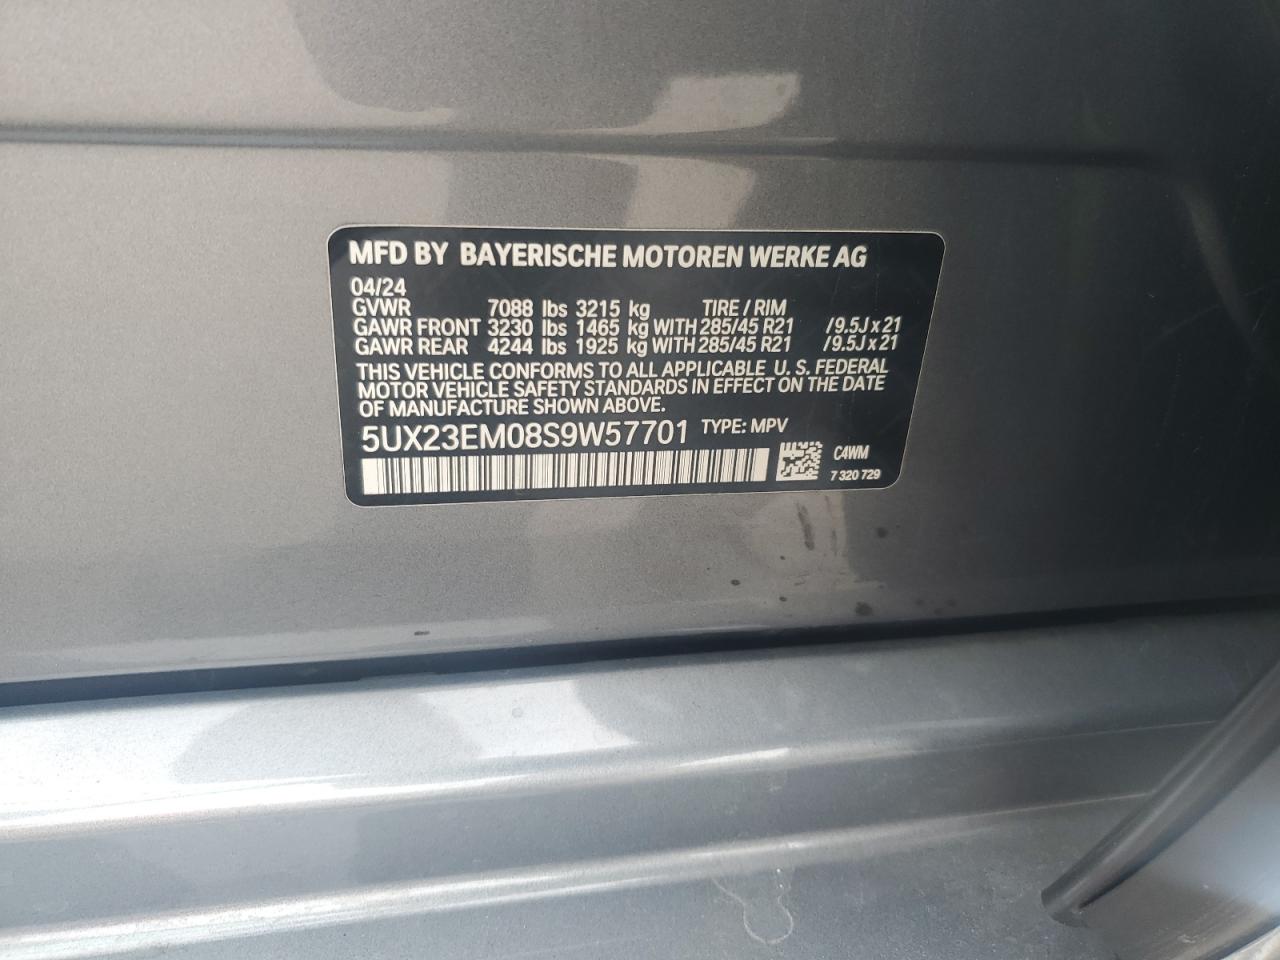 MFD BY BAYERISCHE MOTOREN WERKE AG
04/24
GVWR 7088 lbs 3215 kg TIRE / RIM
GAWR FRONT 3230 lbs 1465 kg WITH 285/45 R21 /9.5J x 21
GAWR REAR 4244 lbs 1925 kg WITH 285/45 R21 /9.5J x 21
THIS VEHICLE CONFORMS TO ALL APPLICABLE U. S. FEDERAL
MOTOR VEHICLE SAFETY STANDARDS IN EFFECT ON THE DATE
OF MANUFACTURE SHOWN ABOVE.
5UX23EM08S9W57701 TYPE: MPV
C4WM
7 320 729